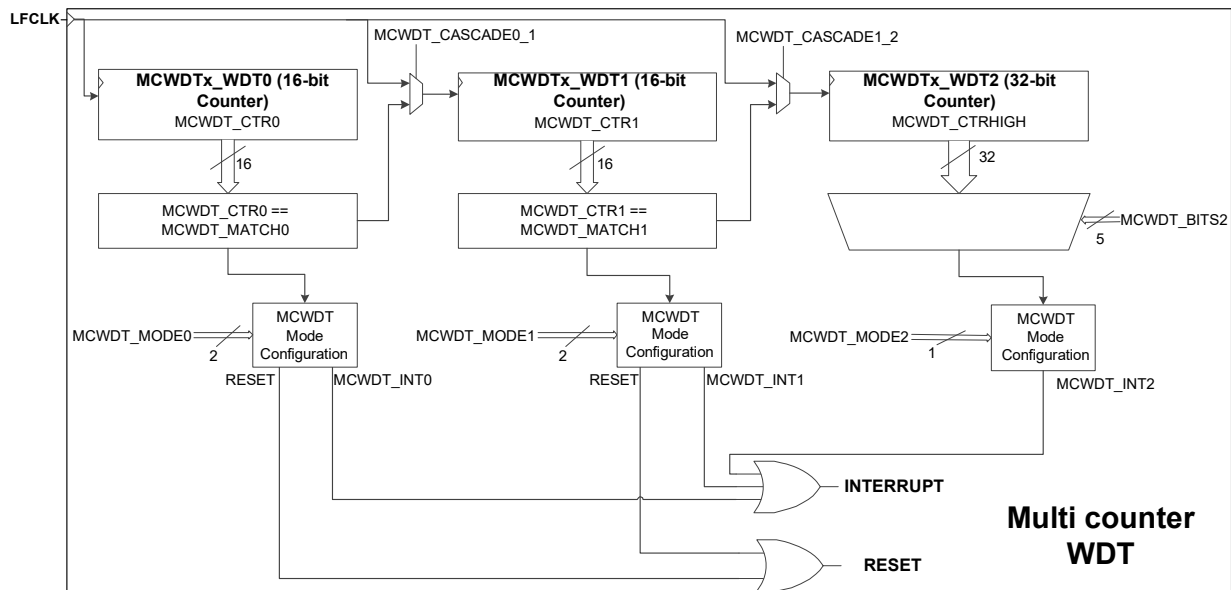 LFCLK
MCWDT_CASCADE0_1
MCWDT_CASCADE1_2
MCWDTx_WDT0 (16-bit
Counter)
MCWDT_CTR0
MCWDTx_WDT1 (16-bit
Counter)
MCWDT_CTR1
MCWDTx_WDT2 (32-bit
Counter)
MCWDT_CTRHIGH
16
16
32
MCWDT_CTR0 ==
MCWDT_MATCH0
MCWDT_CTR1 ==
MCWDT_MATCH1
MCWDT_BITS2
5
MCWDT_MODE0
2
MCWDT
Mode
Configuration
MCWDT_MODE1
2
MCWDT
Mode
Configuration
MCWDT_MODE2
1
MCWDT
Mode
Configuration
RESET
MCWDT_INT0
RESET
MCWDT_INT1
MCWDT_INT2
INTERRUPT
RESET
Multi counter
WDT